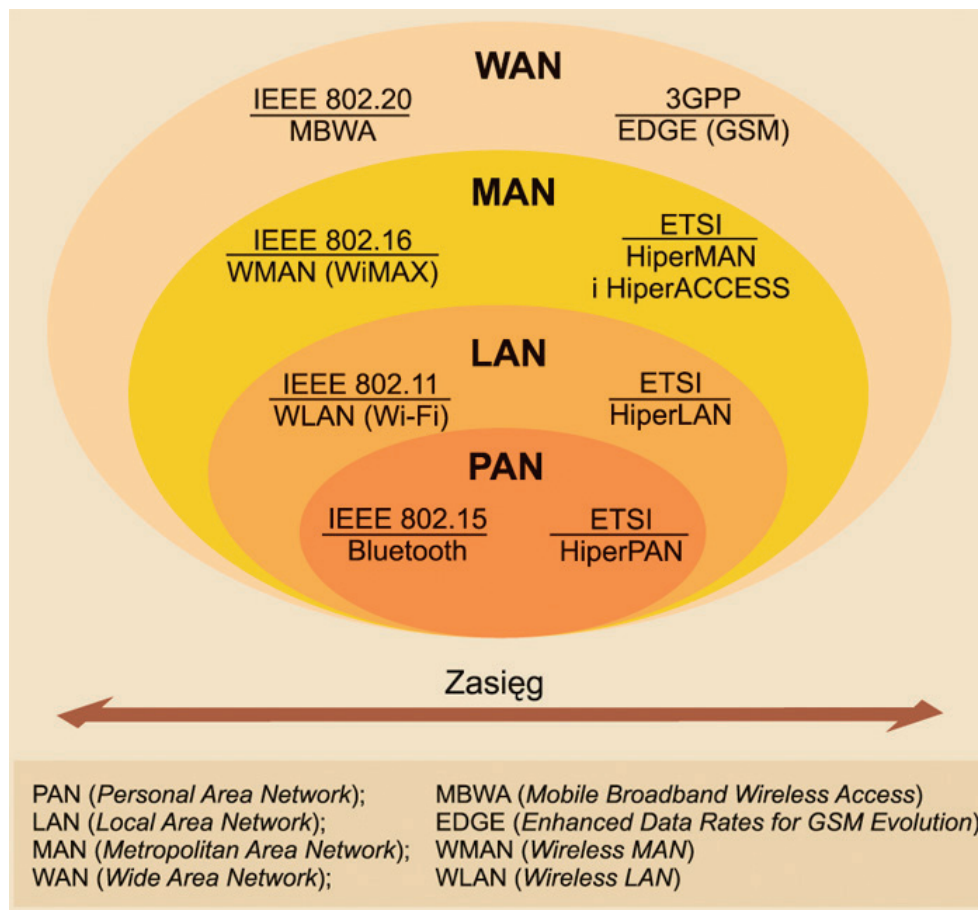 WAN
IEEE 802.20
MBWA
3GPP
EDGE (GSM)
MAN
IEEE 802.16
WMAN (WiMAX)
ETSI
HiperMAN
i HiperACCESS
LAN
IEEE 802.11
WLAN (Wi-Fi)
ETSI
HiperLAN
PAN
IEEE 802.15
Bluetooth
ETSI
HiperPAN
Zasięg
PAN (Personal Area Network);
LAN (Local Area Network);
MAN (Metropolitan Area Network);
WAN (Wide Area Network);
MBWA (Mobile Broadband Wireless Access)
EDGE (Enhanced Data Rates for GSM Evolution)
WMAN (Wireless MAN)
WLAN (Wireless LAN)